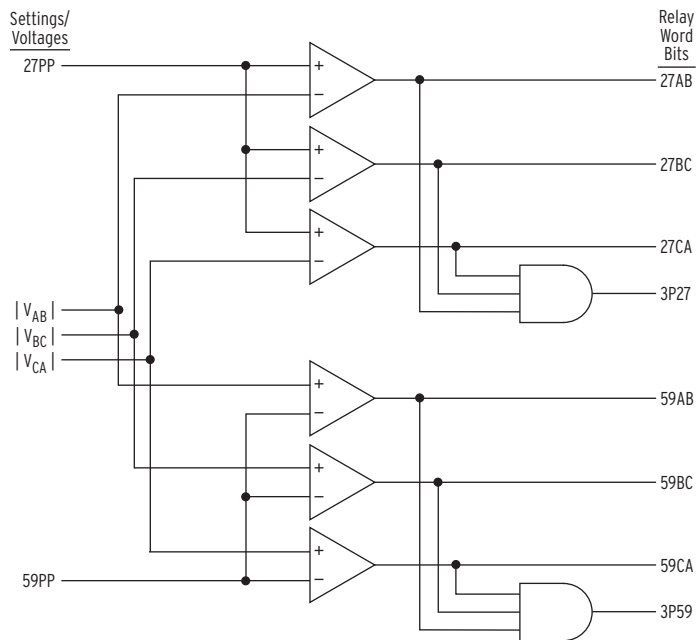 Settings/
Voltages
Relay
Word
Bits
27PP
+
−
27AB
+
−
27BC
+
−
27CA
3P27
| VAB |
| VBC |
| VCA |
+
−
59AB
+
−
59BC
+
−
59CA
59PP
3P59